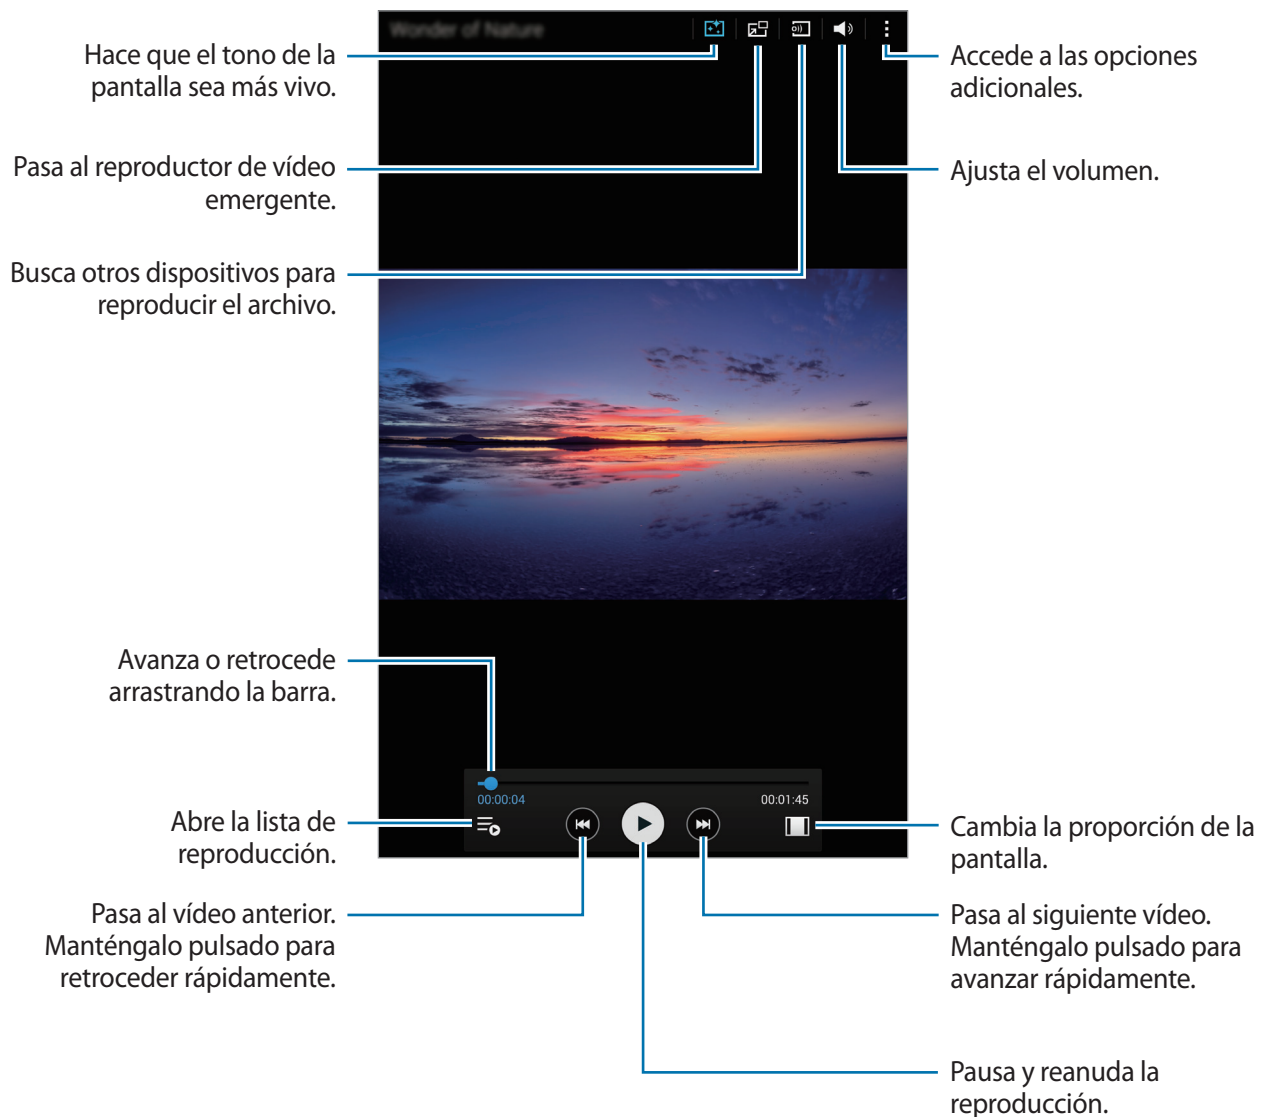 Wonder of Nature
Hace que el tono de la
pantalla sea más vivo.
Accede a las opciones
adicionales.
Pasa al reproductor de vídeo
emergente.
Ajusta el volumen.
Busca otros dispositivos para
reproducir el archivo.
Avanza o retrocede
arrastrando la barra.
00:00:04
00:01:45
Abre la lista de
reproducción.
Cambia la proporción de la
pantalla.
Pasa al vídeo anterior.
Manténgalo pulsado para
retroceder rápidamente.
Pasa al siguiente vídeo.
Manténgalo pulsado para
avanzar rápidamente.
Pausa y reanuda la
reproducción.